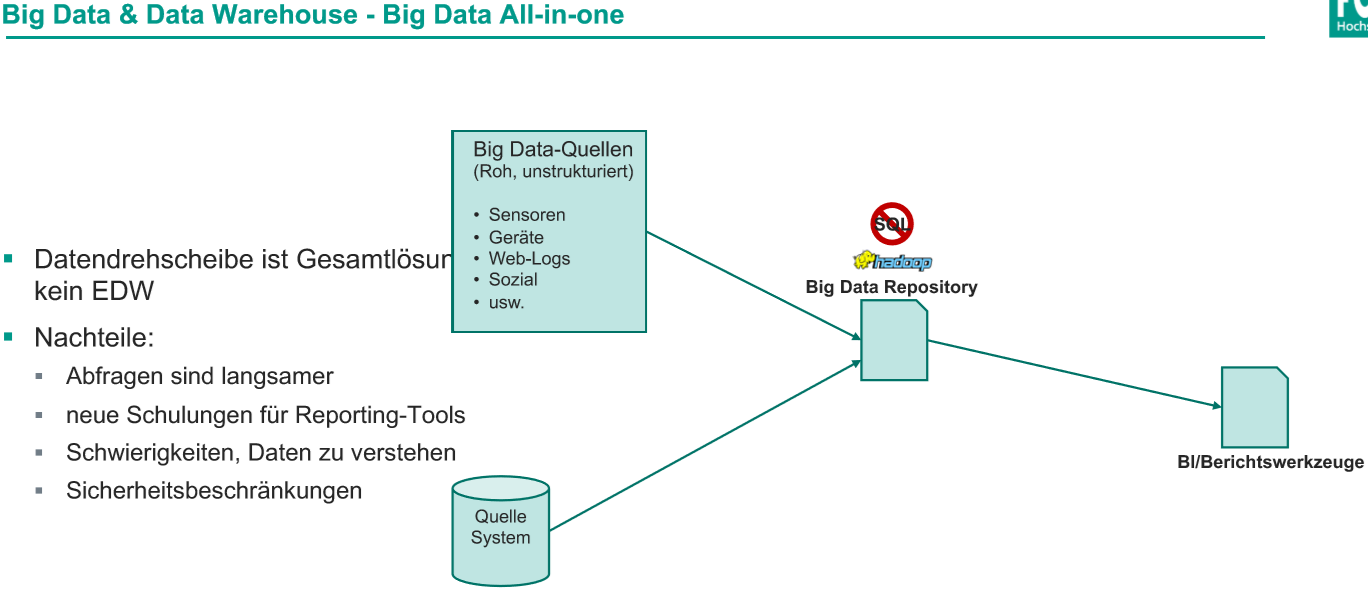 Big Data & Data Warehouse - Big Data All-in-one
Hochs
Datendrehscheibe ist Gesamtlösun
kein EDW
Nachteile:
Abfragen sind langsamer
neue Schulungen für Reporting-Tools
Schwierigkeiten, Daten zu verstehen
Sicherheitsbeschränkungen
Big Data-Quellen
(Roh, unstrukturiert)
• Sensoren
• Geräte
• Web-Logs
• Sozial
• usw.
Quelle
System
SQL
hadoop
Big Data Repository
BI/Berichtswerkzeuge